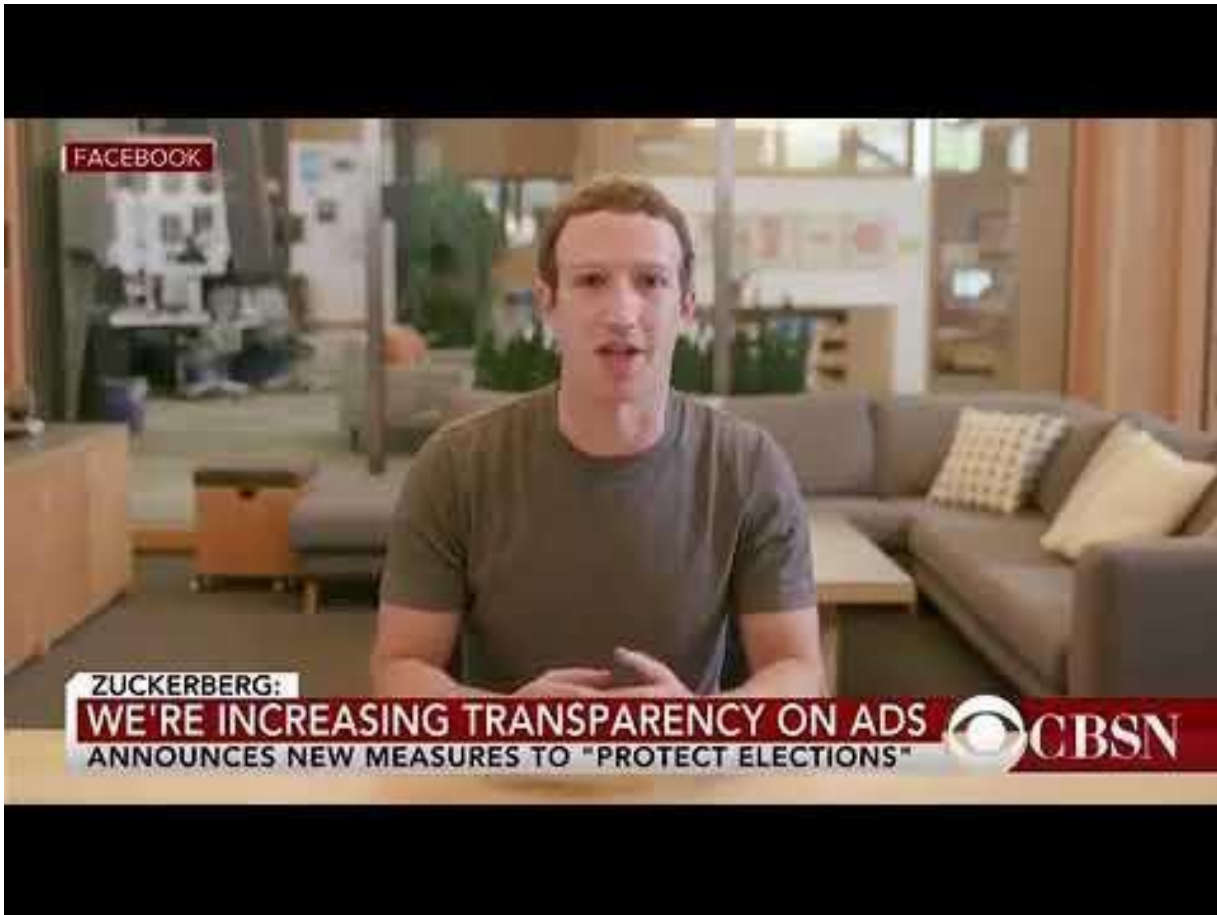 FACEBOOK
ZUCKERBERG:
WE'RE INCREASING TRANSPARENCY ON ADS
ANNOUNCES NEW MEASURES TO "PROTECT ELECTIONS"
CBSN